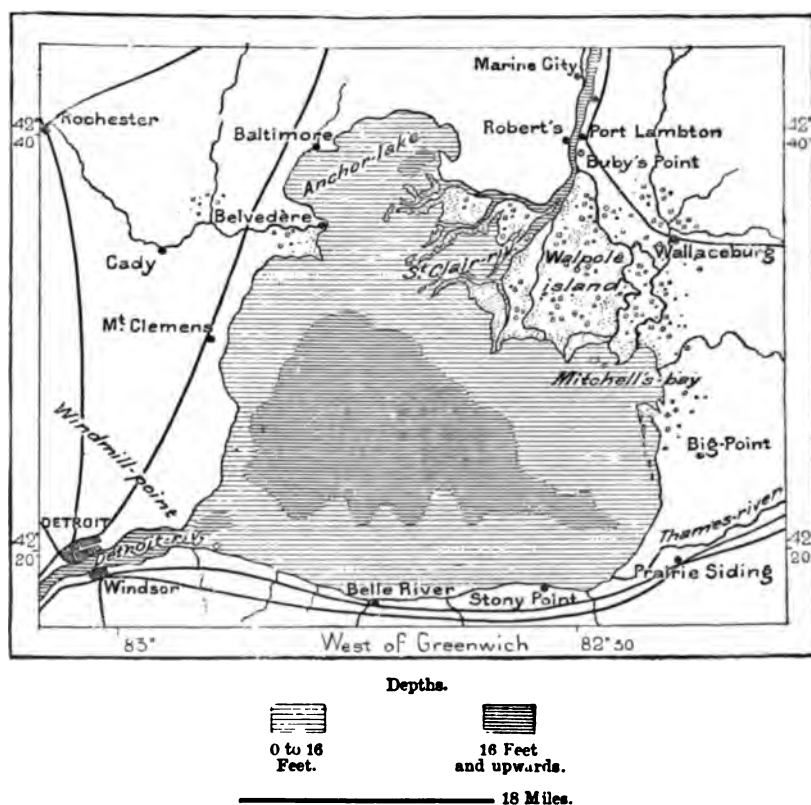 Marine City
Rochester
42
40
Baltimore
Anchor-lake
Robert's
Port Lambton
42
40
Buby's Point
Belvedère
Cady
St Clair-riv.
Walpole
island
Wallaceburg
Mt. Clemens
Mitchell's-bay
Windmill-point
Big-Point
DETROIT
Detroit-riv.
Thames-river
42
20
42
20
Windsor
Belle River
Stony Point
Prairie Siding
83°
West of Greenwich
82°30
Depths.
0 to 16
Feet.
16 Feet
and upwards.
18 Miles.